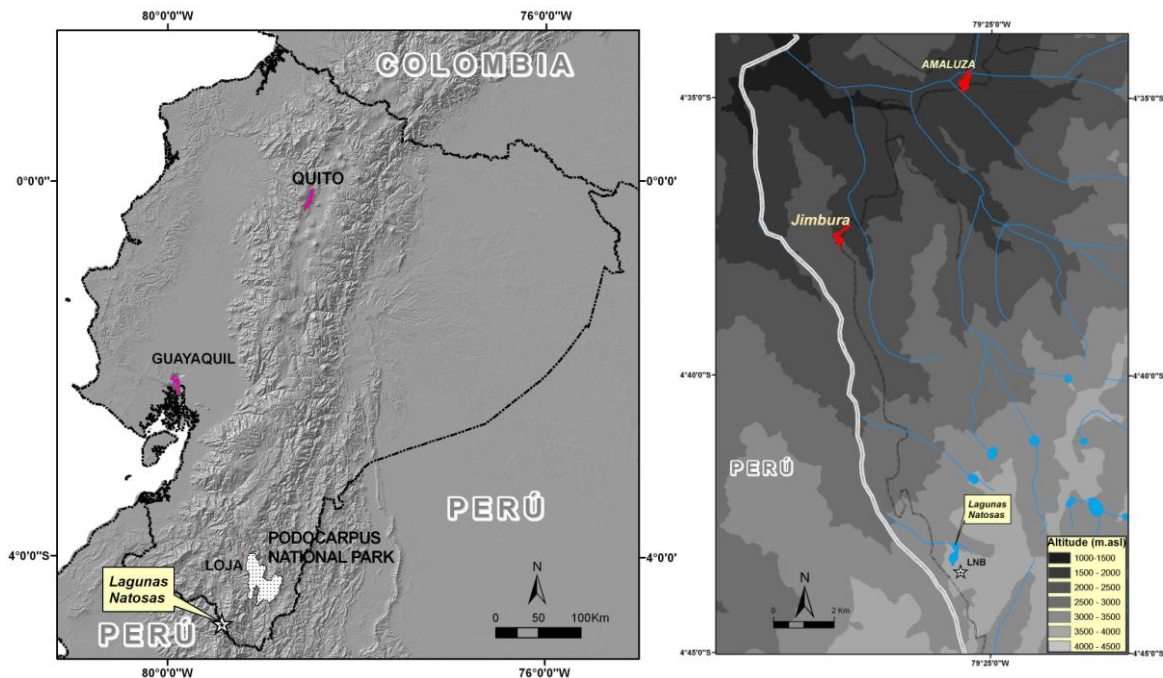 80°0'0"W
76°0'0"W
COLOMBIA
QUITO
0°0'0"
0°0'0"S
GUAYAQUIL
PERÚ
4°0'0"S
4°0'0"
LOJA
PODOCARPUS
NATIONAL PARK
Lagunas
Natosas
PERÚ
N
0 50 100Km
80°0'0"W
76°0'0"W
79°25'0"W
AMALUZA
4°35'0"S
4°35'0"S
Jimbura
4°40'0"S
4°40'0"S
PERÚ
Lagunas
Natosas
LNB
N
0 2 Km
Altitude (m.asl)
1000-1500
1500 - 2000
2000 - 2500
2500 - 3000
3000 - 3500
3500 - 4000
4000 - 4500
4°45'0"S
4°45'0"S
79°25'0"W